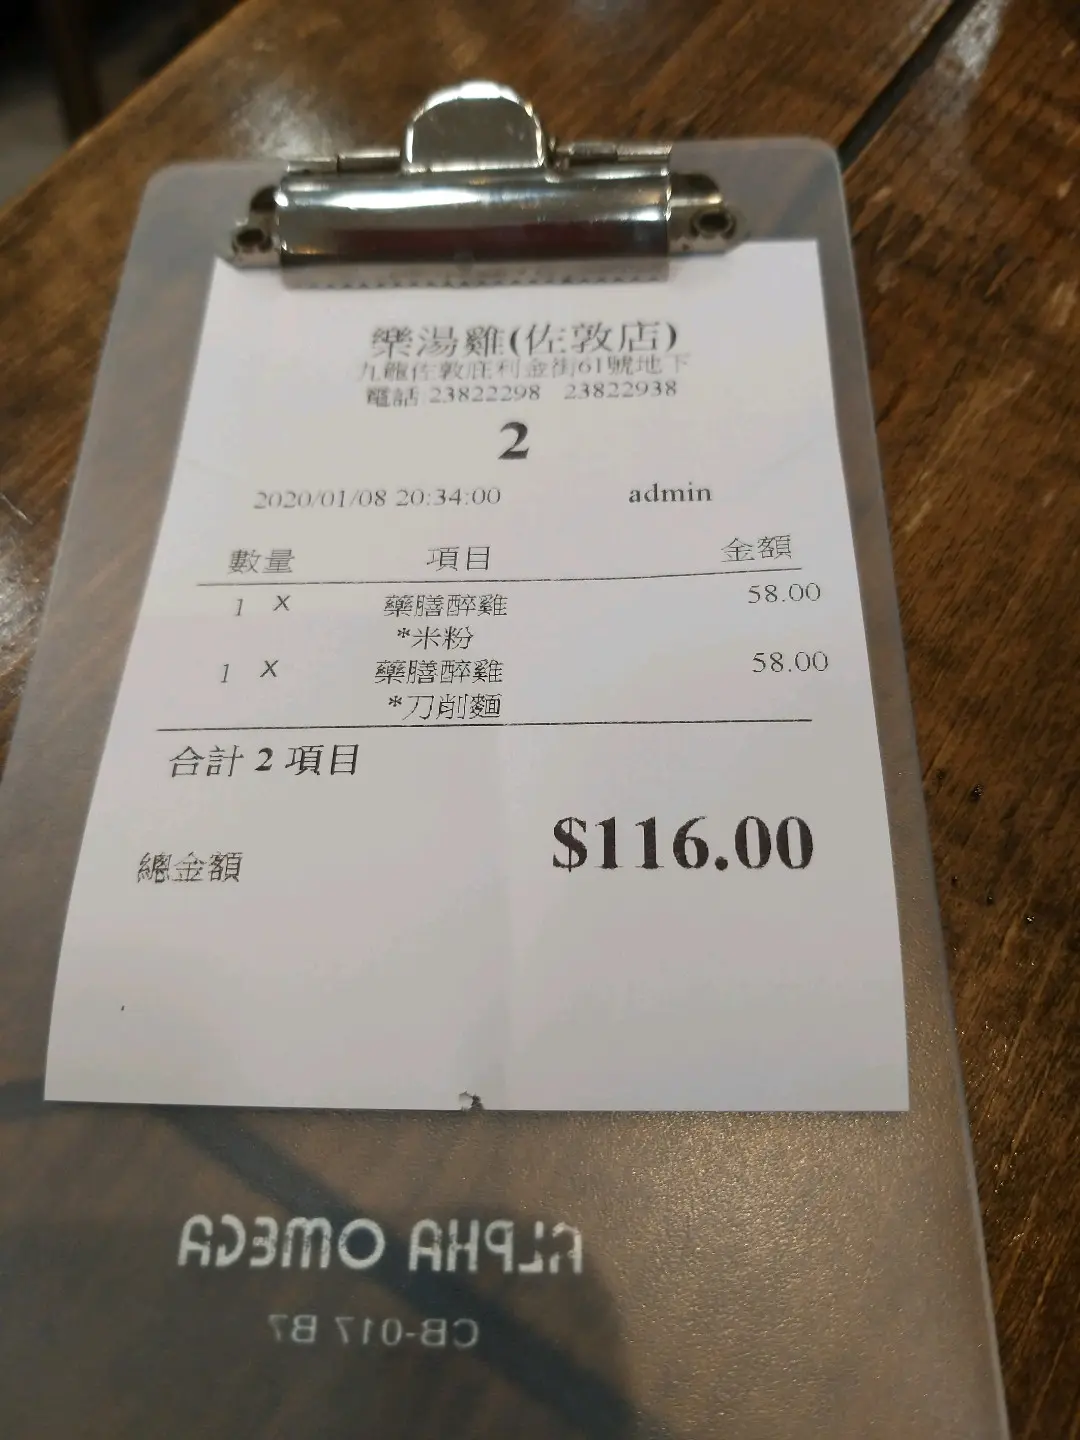 樂湯雞(佐敦店)
九龍佐敦庇利金街61號地下
電話 23822298 23822938
2
2020/01/08 20:34:00 admin
數量 項目 金額
1 X 藥膳醉雞 58.00
*米粉
1 X 藥膳醉雞 58.00
*刀削麵
合計 2 項目
總金額 $116.00
ALPHA OMEGA
CB-017 B7